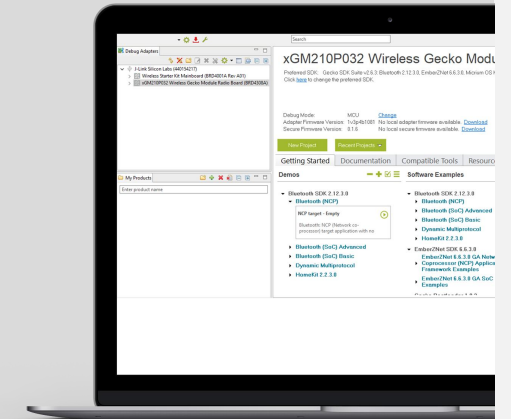 Search
Debug Adapters
J-Link Silicon Labs (440154217)
Wireless Starter Kit Mainboard (BRD4001A Rev A01)
xGM210P032 Wireless Gecko Module Radio Board (BRD4308A)
My Products
Enter product name
xGM210P032 Wireless Gecko Modu
Preferred SDK: Gecko SDK Suite v2.6.3: Bluetooth 2.12.3.0, EmberZNet 6.6.3.0, Micrium OS K
Click here to change the preferred SDK.
Debug Mode: MCU Change
Adapter Firmware Version: 1v3p4b1081 No local adapter firmware available. Download
Secure Firmware Version: No local secure firmware available. Download
New Project Recent Projects
Getting Started Documentation Compatible Tools Resourc
Demos
Bluetooth SDK 2.12.3.0
Bluetooth (NCP)
NCP target - Empty
Bluetooth: NCP (Network co-
processor) target application with no
Bluetooth (SoC) Advanced
Bluetooth (SoC) Basic
Dynamic Multiprotocol
HomeKit 2.2.3.0
Software Examples
Bluetooth SDK 2.12.3.0
Bluetooth (NCP)
Bluetooth (SoC) Advanced
Bluetooth (SoC) Basic
Dynamic Multiprotocol
HomeKit 2.2.3.0
EmberZNet SDK 6.6.3.0
EmberZNet 6.6.3.0 GA Netw
Coprocessor (NCP) Applica
Framework Examples
EmberZNet 6.6.3.0 GA SoC
Examples